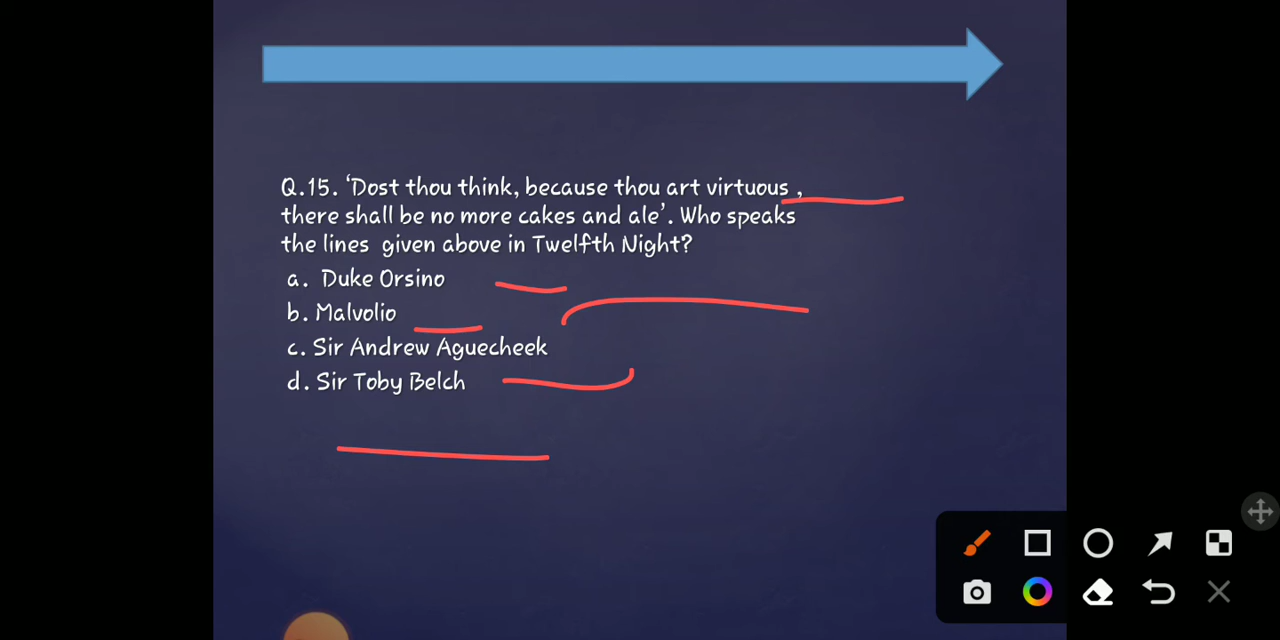 Q.15. ‘Dost thou think, because thou art virtuous ,
there shall be no more cakes and ale’. Who speaks
the lines given above in Twelfth Night?
a. Duke Orsino
b. Malvolio
c. Sir Andrew Aguecheek
d. Sir Toby Belch